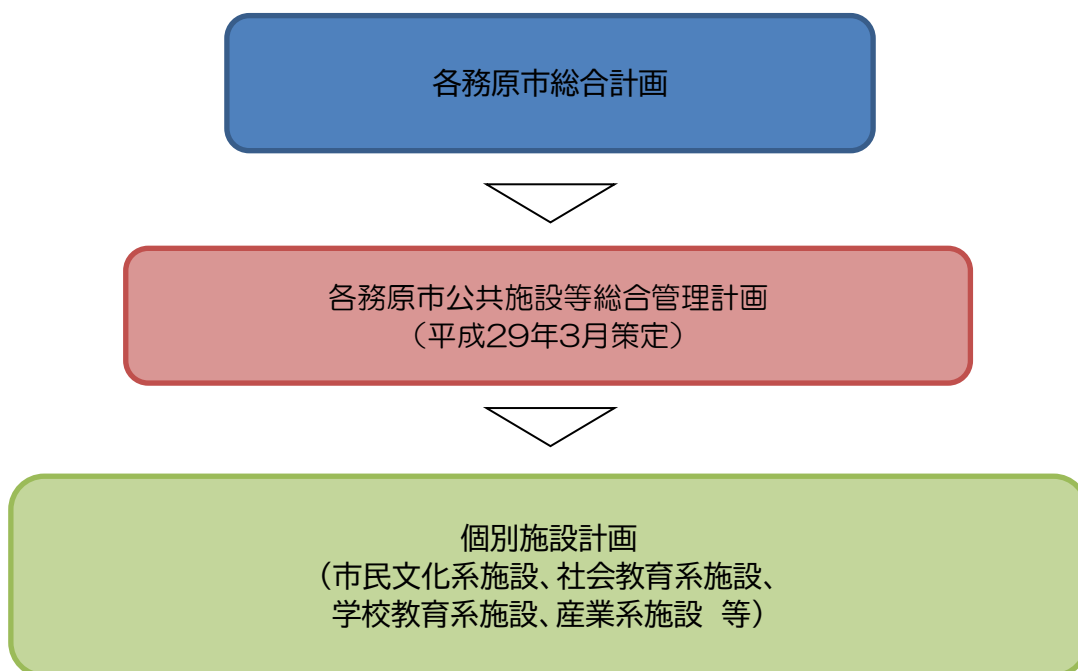 各務原市総合計画
各務原市公共施設等総合管理計画
（平成29年3月策定）
個別施設計画
（市民文化系施設、社会教育系施設、
学校教育系施設、産業系施設 等）